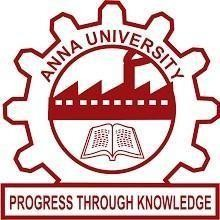 ANNA UNIVERSITY
PROGRESS THROUGH KNOWLEDGE